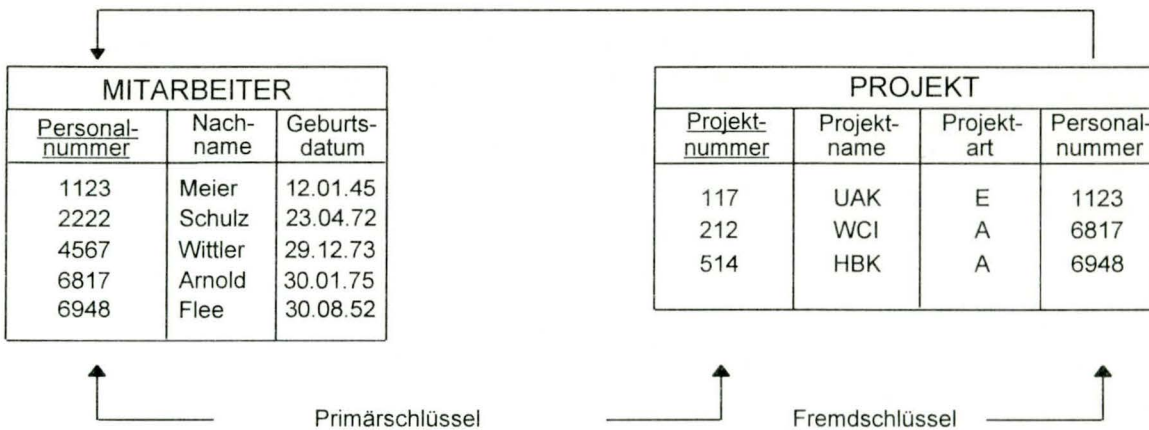 MITARBEITER
Personal- Nach- Geburts-
nummer name datum
1123 Meier 12.01.45
2222 Schulz 23.04.72
4567 Wittler 29.12.73
6817 Arnold 30.01.75
6948 Flee 30.08.52
PROJEKT
Projekt- Projekt- Projekt- Personal-
nummer name art nummer
117 UAK E 1123
212 WCI A 6817
514 HBK A 6948
Primärschlüssel Fremdschlüssel